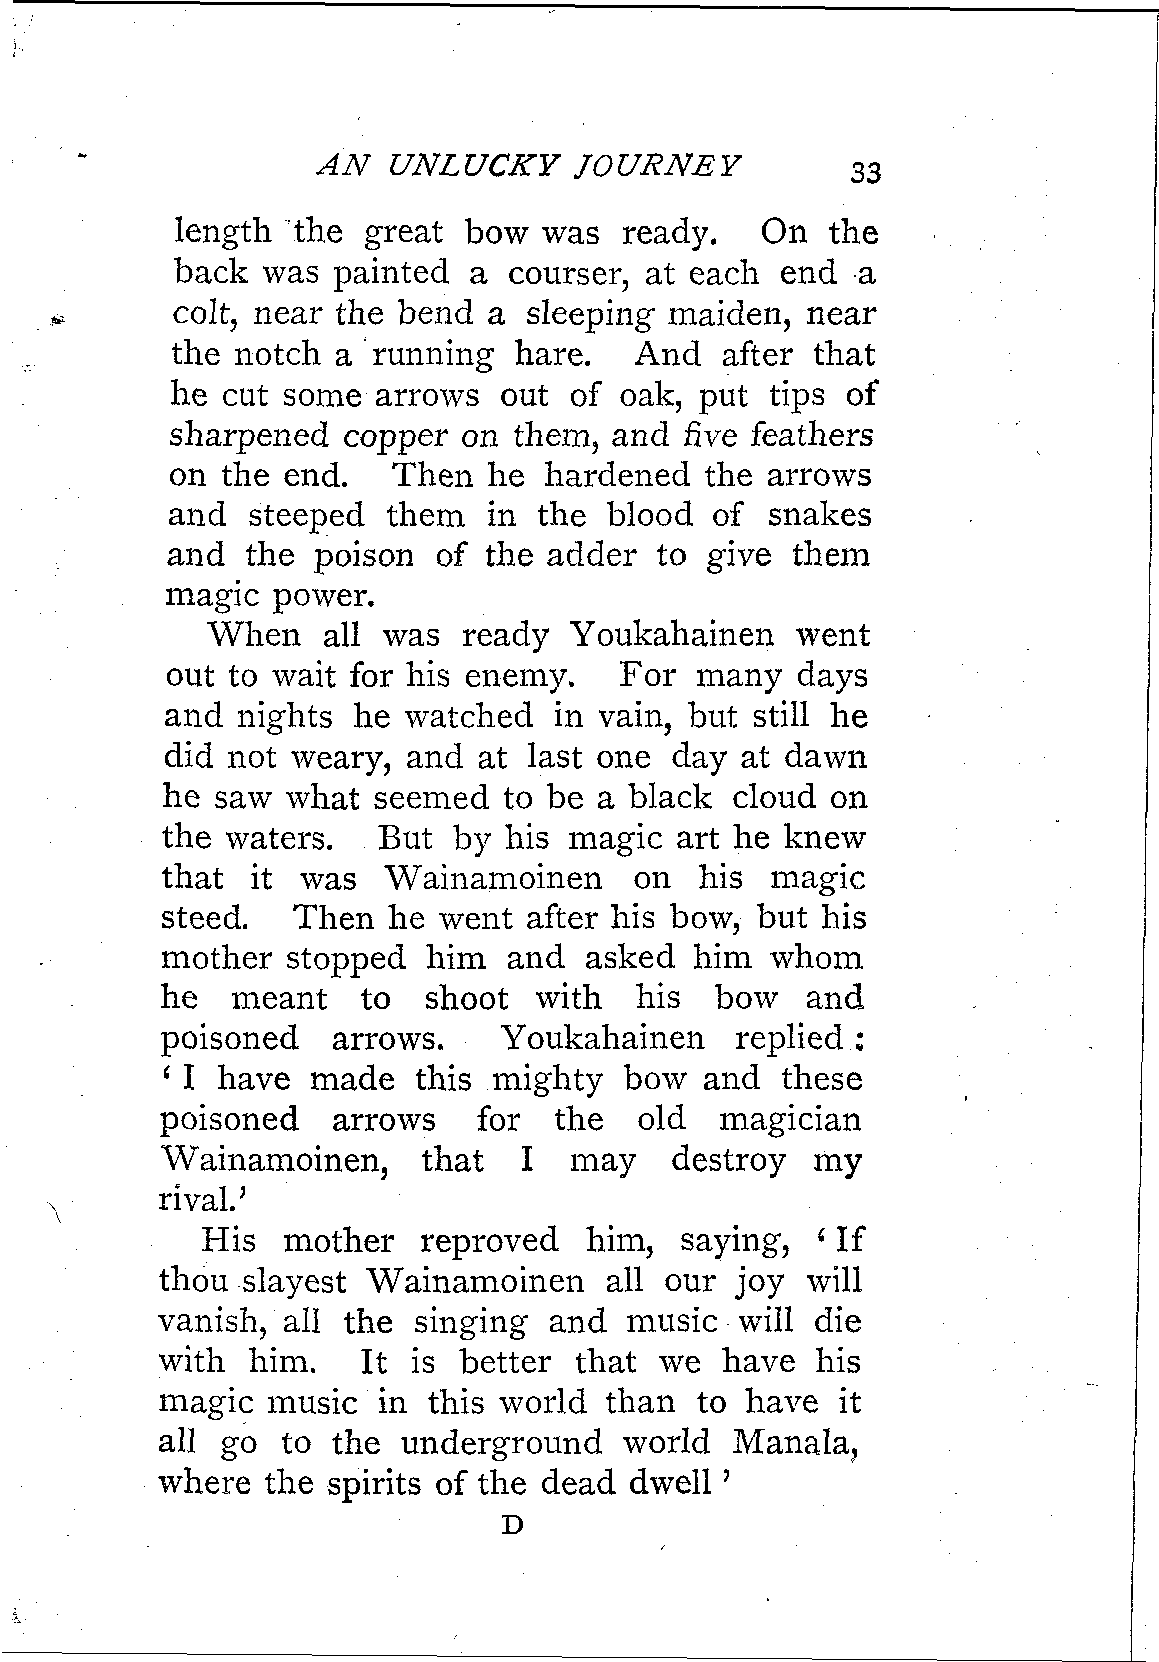 AN UNLUCKY JOURNEY 33
length the great bow was ready. On the
back was painted a courser, at each end a
colt, near the bend a sleeping maiden, near
the notch a running hare. And after that
he cut some arrows out of oak, put tips of
sharpened copper on them, and five feathers
on the end. Then he hardened the arrows
and steeped them in the blood of snakes
and the poison of the adder to give them
magic power.
When all was ready Youkahainen went
out to wait for his enemy. For many days
and nights he watched in vain, but still he
did not weary, and at last one day at dawn
he saw what seemed to be a black cloud on
the waters. But by his magic art he knew
that it was Wainamoinen on his magic
steed. Then he went after his bow, but his
mother stopped him and asked him whom
he meant to shoot with his bow and
poisoned arrows. Youkahainen replied :
‘ I have made this mighty bow and these
poisoned arrows for the old magician
Wainamoinen, that I may destroy my
rival.’
His mother reproved him, saying, ‘ If
thou slayest Wainamoinen all our joy will
vanish, all the singing and music will die
with him. It is better that we have his
magic music in this world than to have it
all go to the underground world Manala,
where the spirits of the dead dwell ’
D